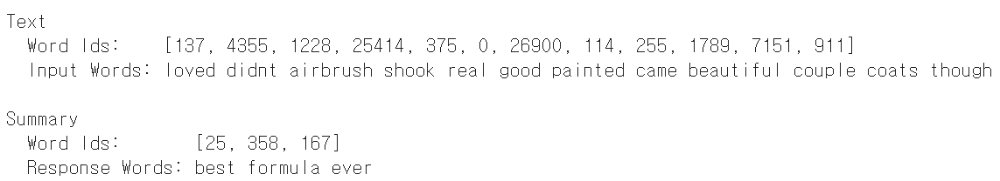 Text
Word Ids: [137, 4355, 1228, 25414, 375, 0, 26900, 114, 255, 1789, 7151, 911]
Input Words: loved didnt airbrush shook real good painted came beautiful couple coats though
Summary
Word Ids: [25, 358, 167]
Response Words: best formula ever